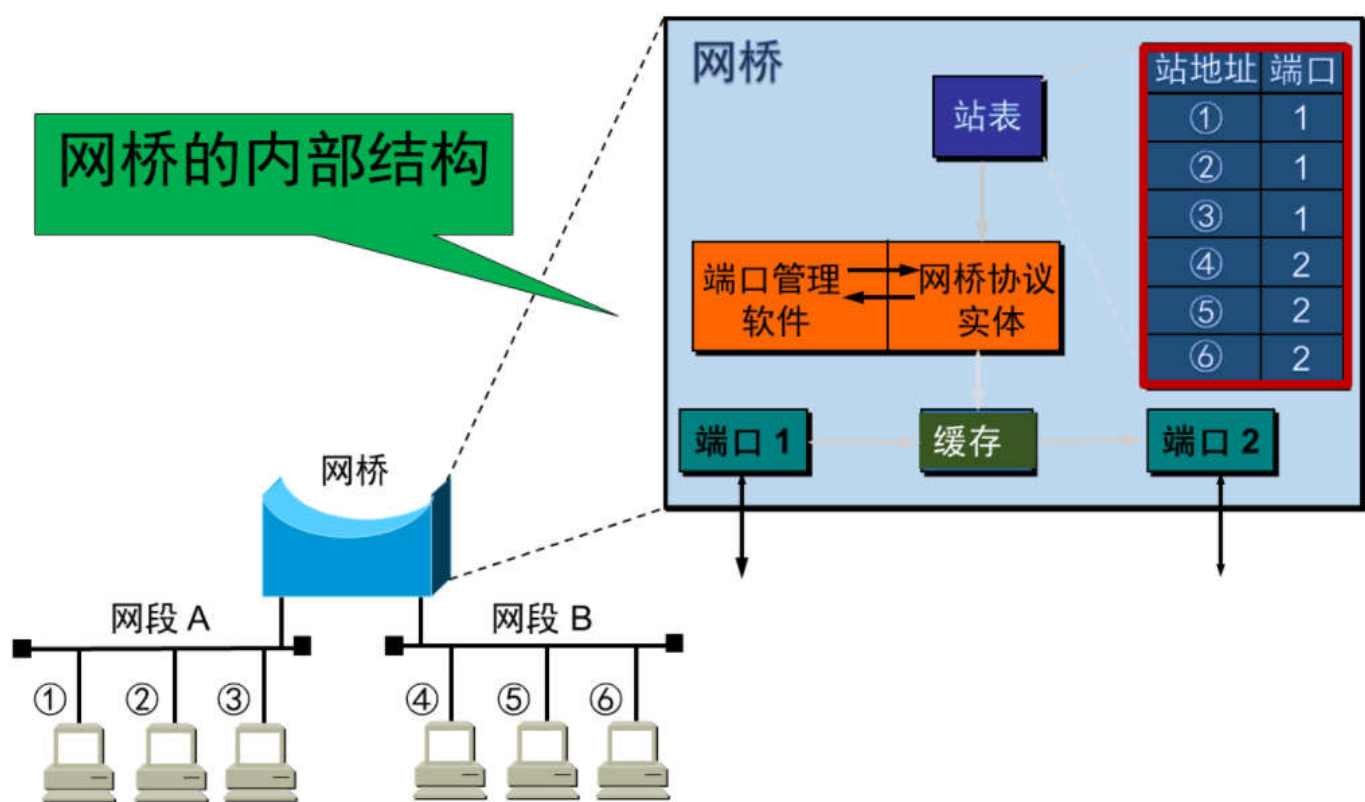 网桥
站表
站地址 端口
① 1
② 1
③ 1
④ 2
⑤ 2
⑥ 2
网桥的内部结构
端口管理
软件
网桥协议
实体
端口 1
缓存
端口 2
网桥
网段 A
网段 B
① ② ③ ④ ⑤ ⑥